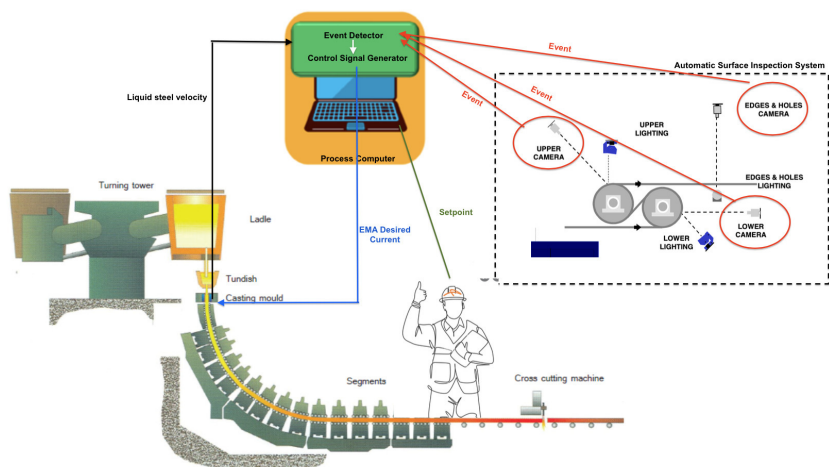 Event Detector
Control Signal Generator
Process Computer
Liquid steel velocity
Event
Event
Event
Automatic Surface Inspection System
EDGES & HOLES
CAMERA
UPPER
LIGHTING
UPPER
CAMERA
EDGES & HOLES
LIGHTING
LOWER
CAMERA
LOWER
LIGHTING
Turning tower
Ladle
EMA Desired
Current
Setpoint
Tundish
Casting mould
Segments
Cross cutting machine